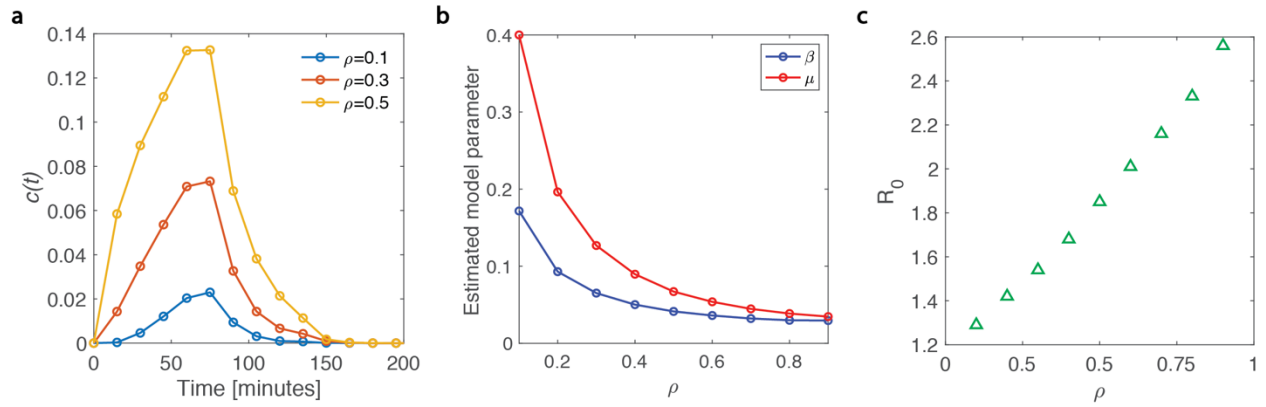 a
0.14
0.12
0.1
0.08
0.06
0.04
0.02
0
c(t)
ρ=0.1
ρ=0.3
ρ=0.5
0 50 100 150 200
Time [minutes]
b
0.4
0.3
0.2
0.1
0
Estimated model parameter
β
μ
0.2 0.4 0.6 0.8
ρ
c
2.6
2.4
2.2
2
1.8
1.6
1.4
1.2
R0
0 0.5 0.5 0.75 1
ρ